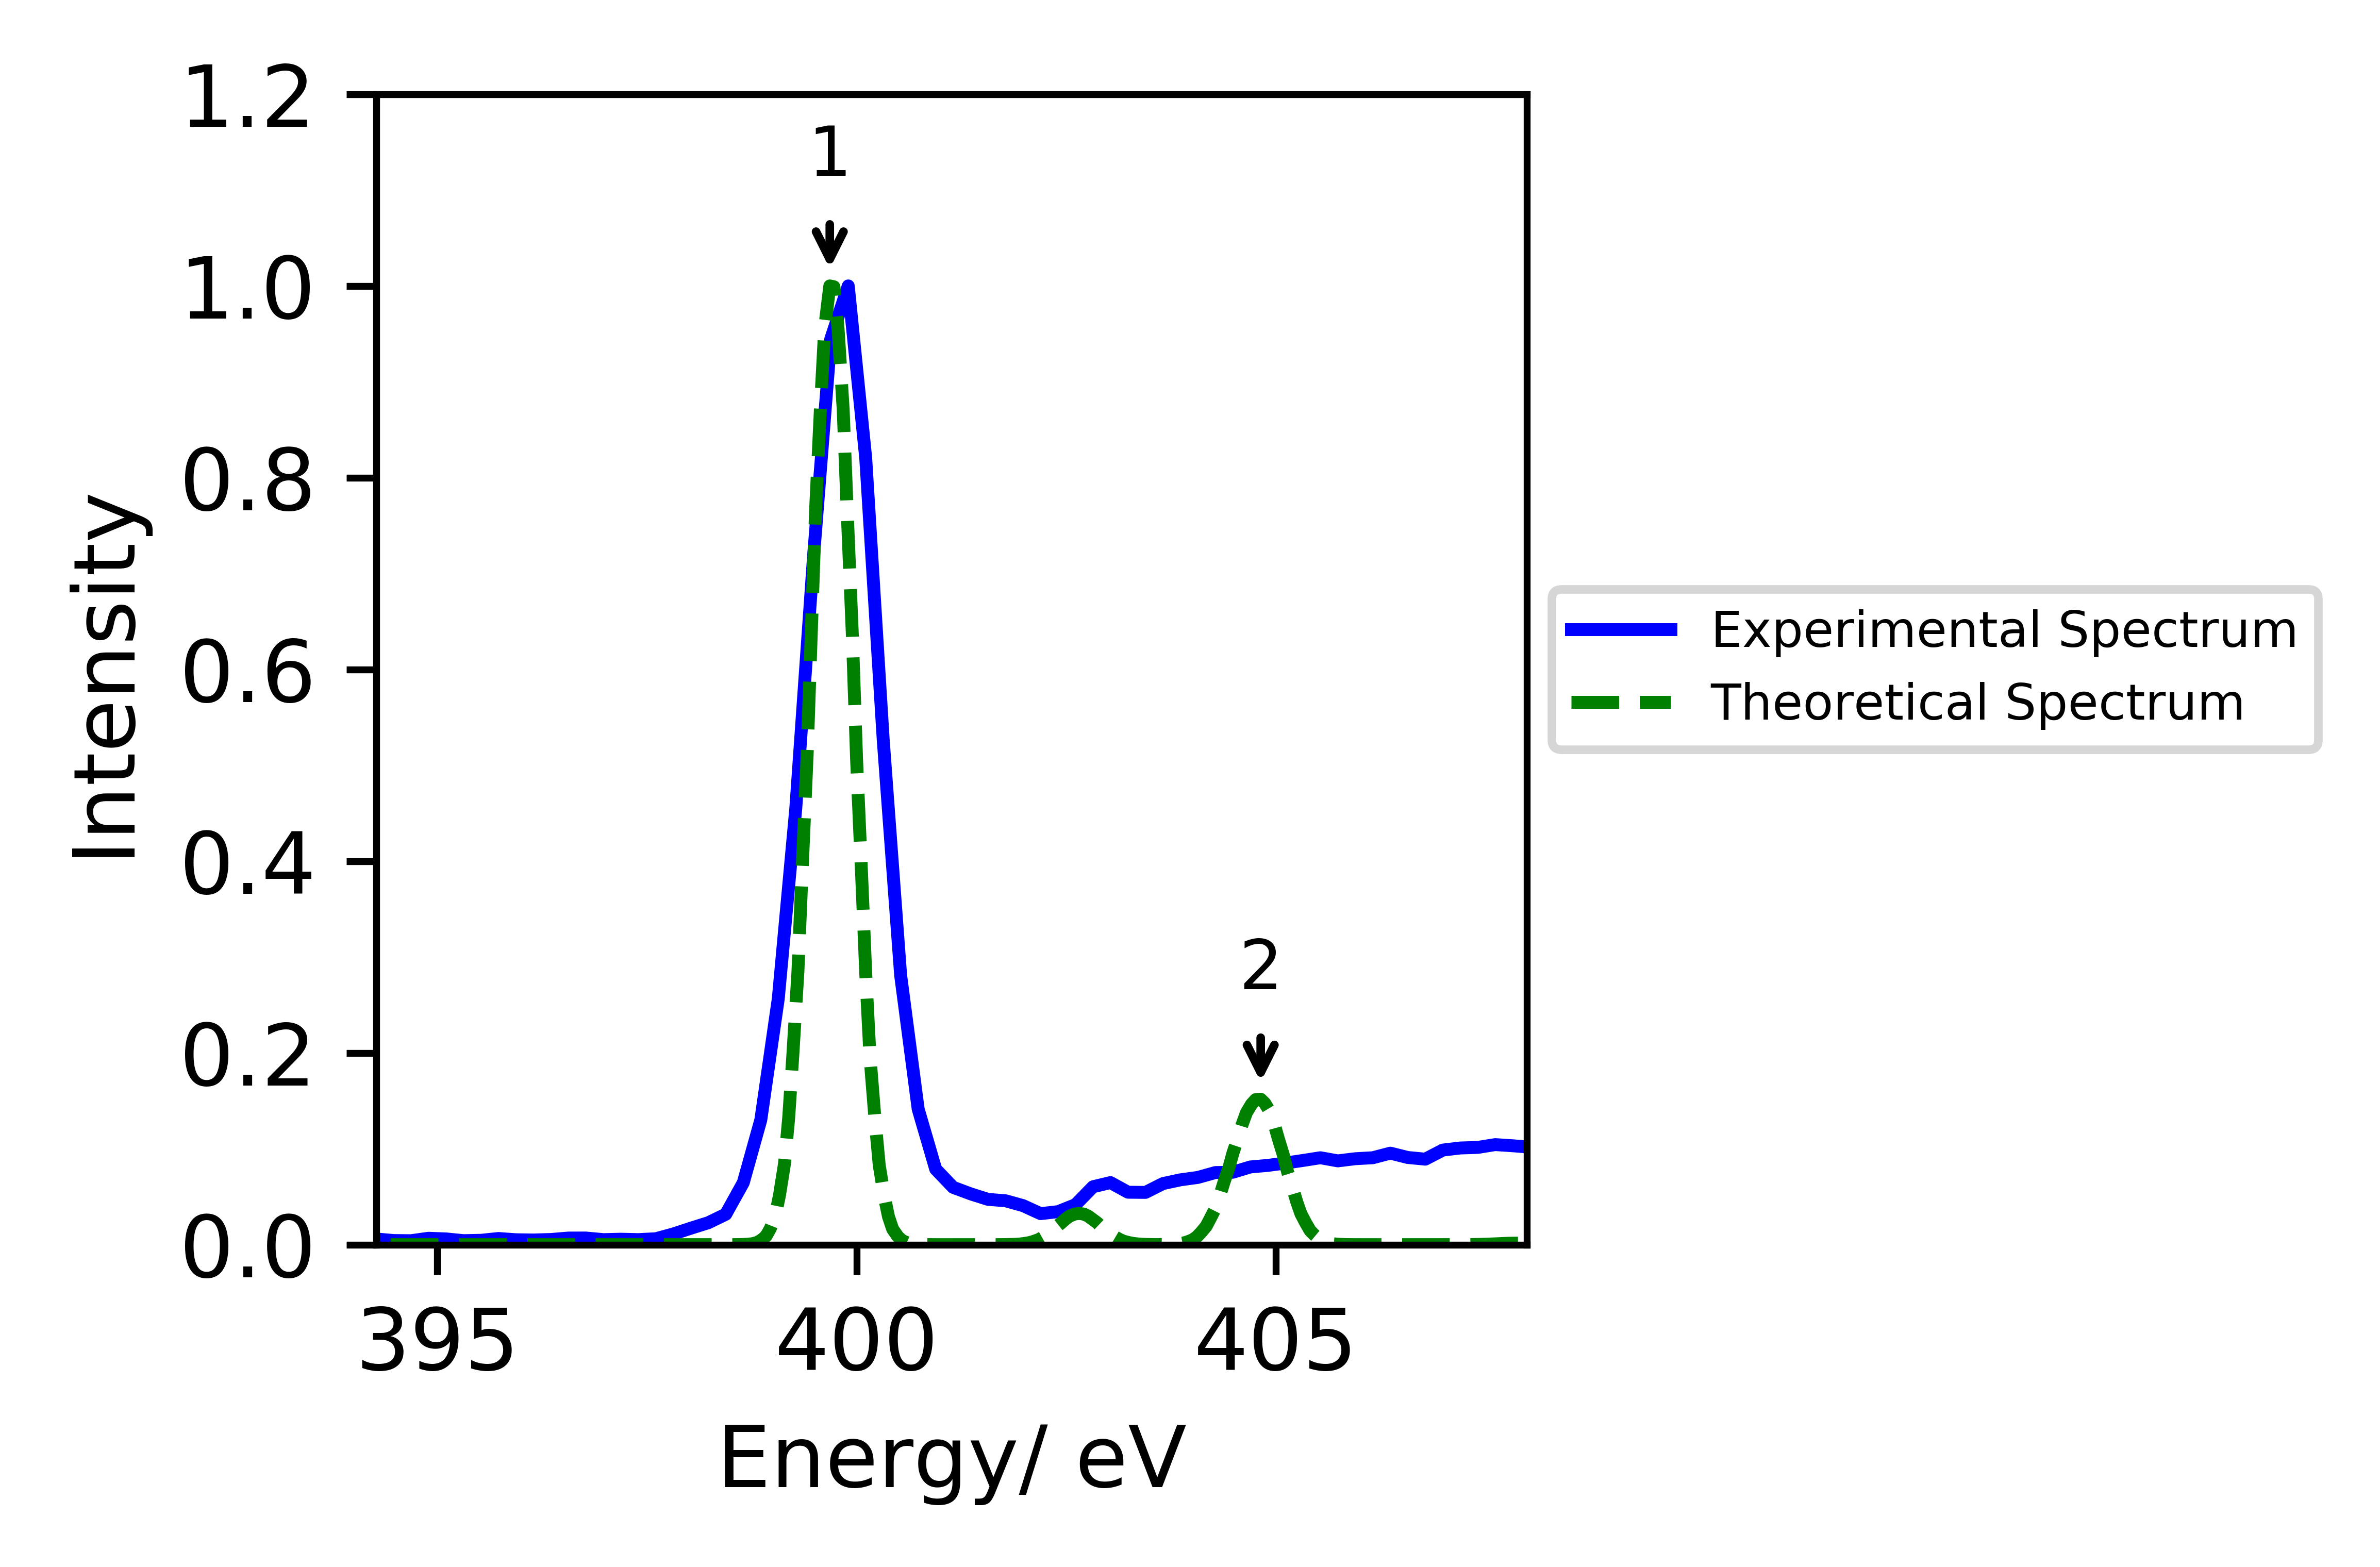 1.2
1
1.0
0.8
Intensity
0.6
Experimental Spectrum
Theoretical Spectrum
0.4
2
0.2
0.0
395 400 405
Energy/ eV